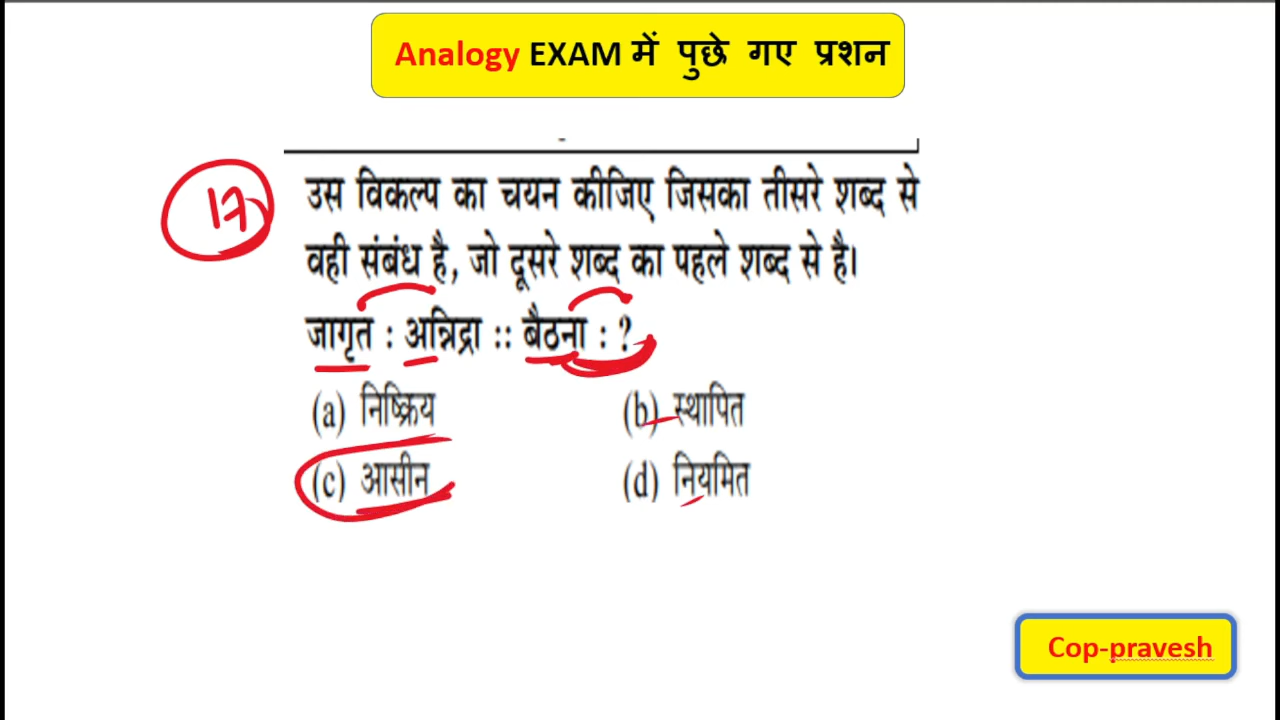 Analogy EXAM में पुछे गए प्रशन
17
उस विकल्प का चयन कीजिए जिसका तीसरे शब्द से
वही संबंध है, जो दूसरे शब्द का पहले शब्द से है।
जागृत : अन्निद्रा :: बैठना : ?
(a) निष्क्रिय (b) स्थापित
(c) आसीन (d) नियमित
Cop-pravesh